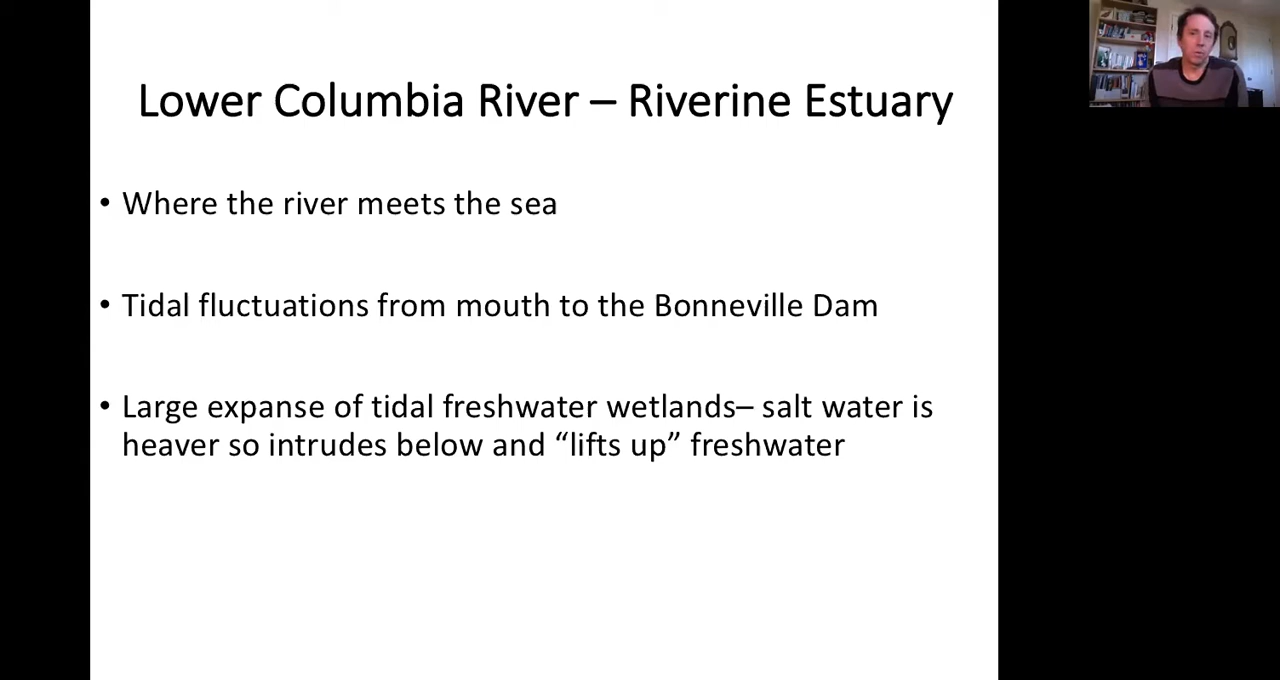 Lower Columbia River – Riverine Estuary
• Where the river meets the sea
• Tidal fluctuations from mouth to the Bonneville Dam
• Large expanse of tidal freshwater wetlands– salt water is
heaver so intrudes below and “lifts up” freshwater